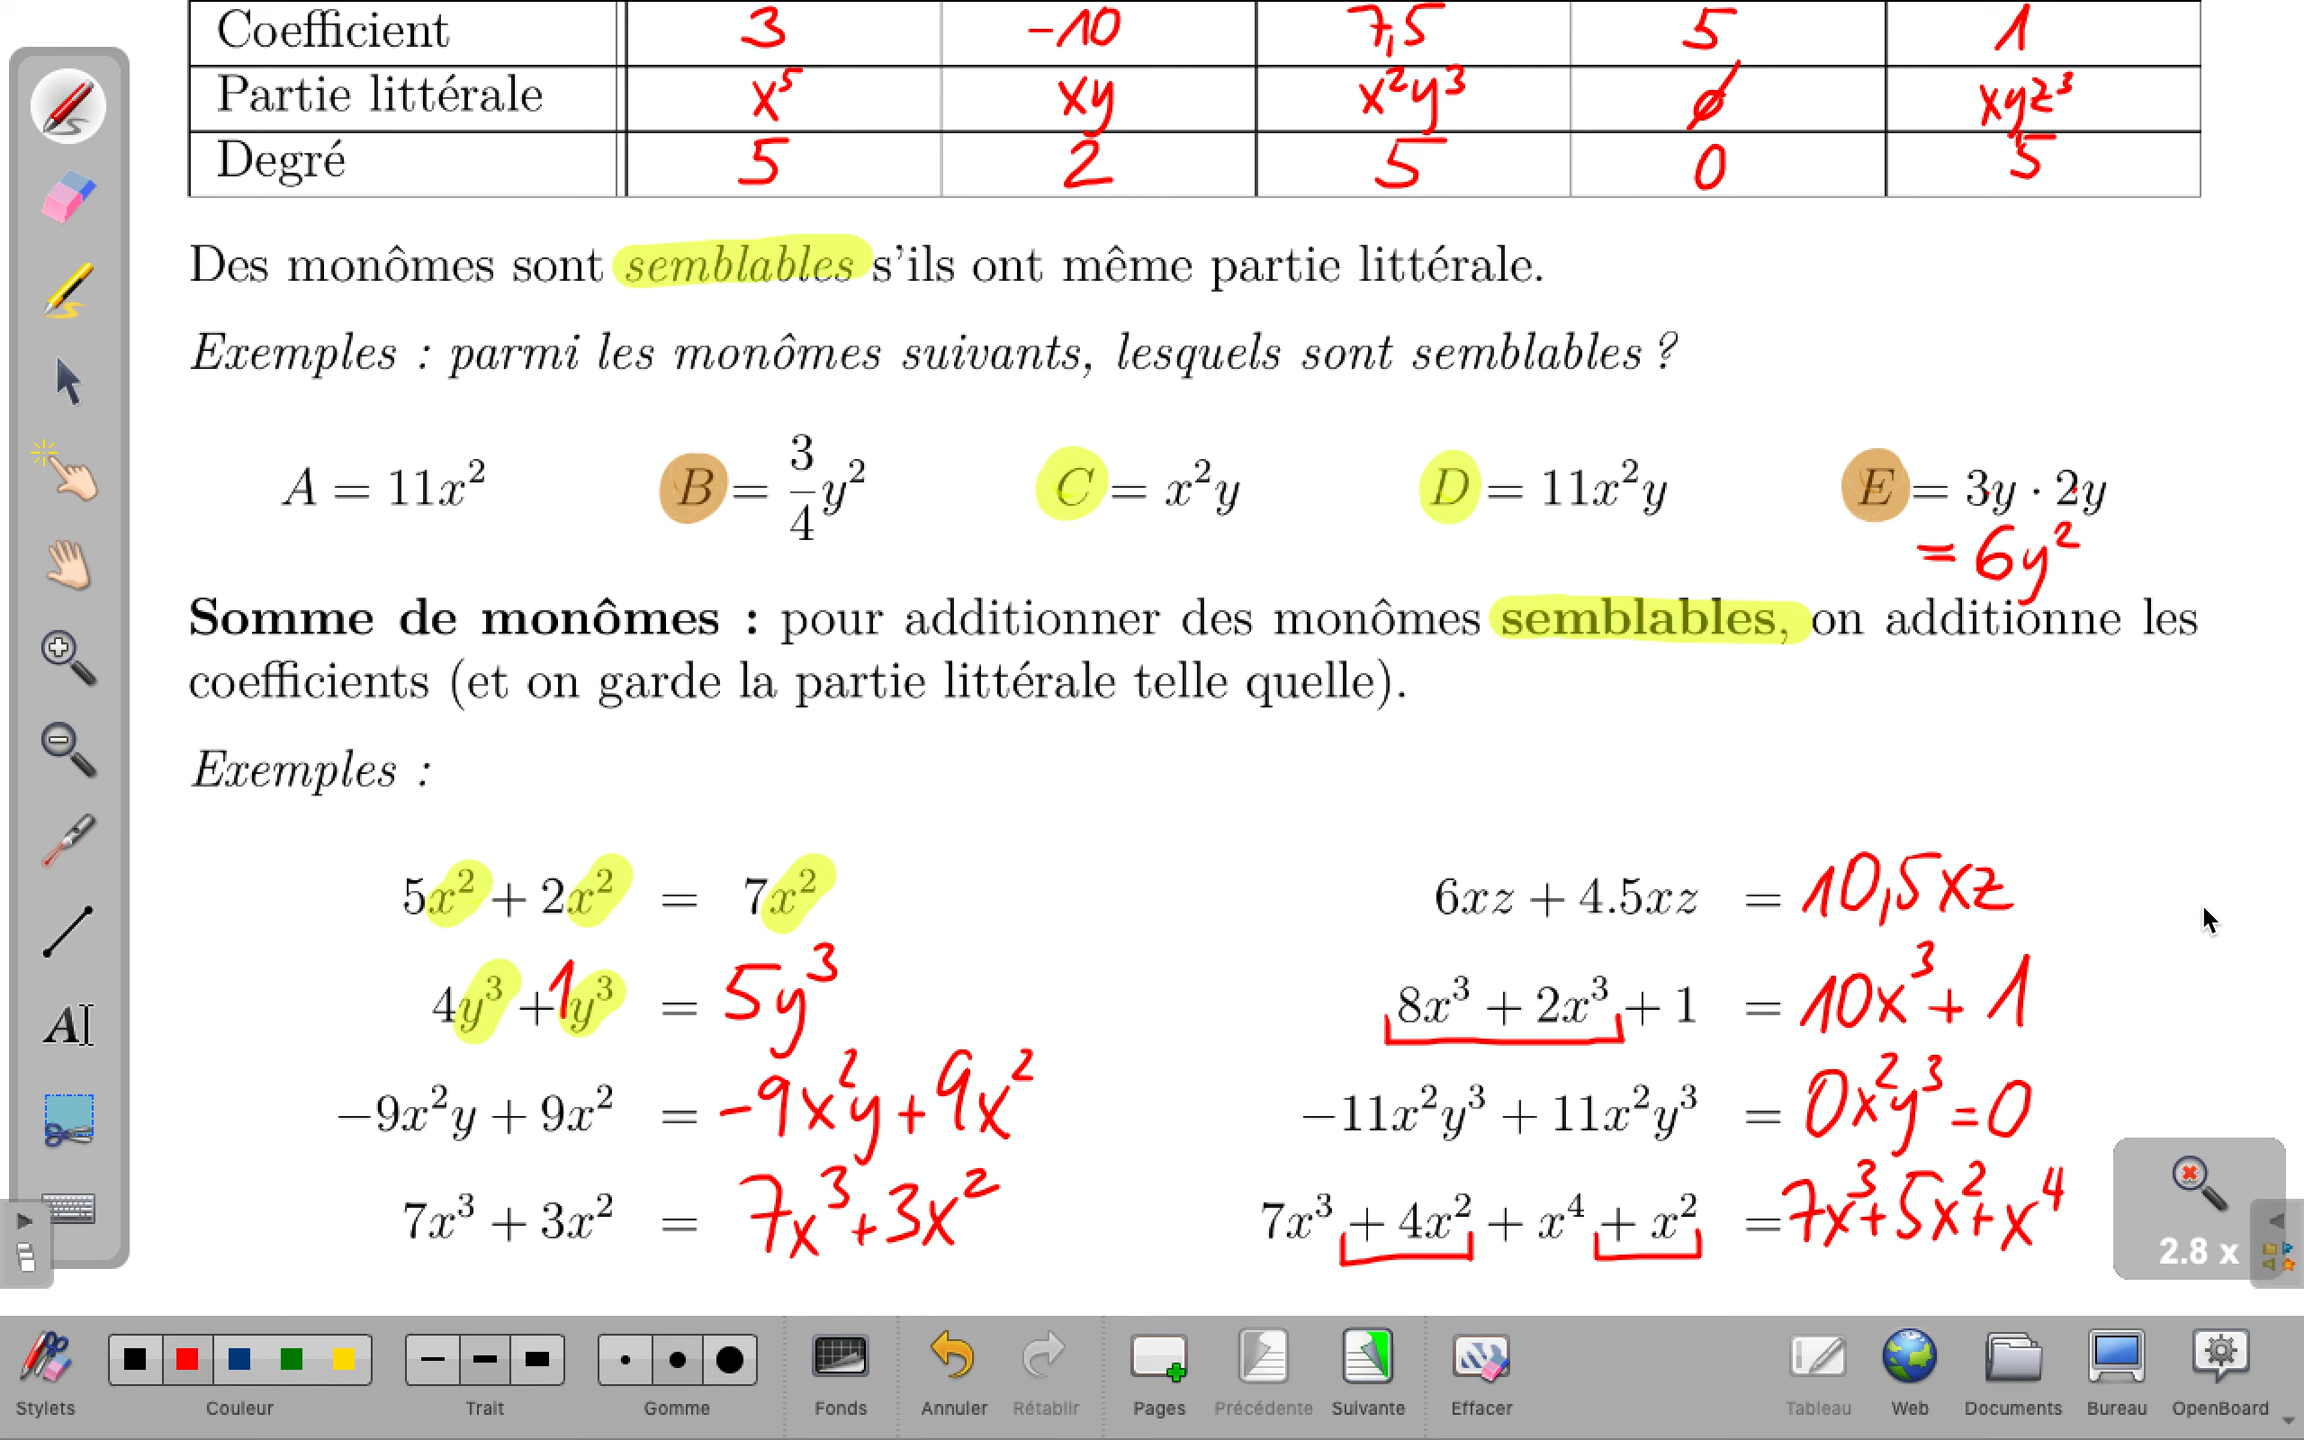 Coefficient 3 -10 7,5 5 1
Partie littérale x⁵ xy x²y³ ∅ xyz³
Degré 5 2 5 0 5
Des monômes sont semblables s'ils ont même partie littérale.
Exemples : parmi les monômes suivants, lesquels sont semblables ?
A = 11x² B = 3/4 y² C = x²y D = 11x²y E = 3y · 2y
= 6y²
Somme de monômes : pour additionner des monômes semblables, on additionne les
coefficients (et on garde la partie littérale telle quelle).
Exemples :
5x² + 2x² = 7x² 6xz + 4.5xz = 10,5xz
4y³ + 1y³ = 5y³ 8x³ + 2x³ + 1 = 10x³ + 1
−9x²y + 9x² = −9x²y + 9x² −11x²y³ + 11x²y³ = 0x²y³ = 0
7x³ + 3x² = 7x³ + 3x² 7x³ + 4x² + x⁴ + x² = 7x³ + 5x² + x⁴
2.8 x
Stylets Couleur Trait Gomme Fonds Annuler Rétablir Pages Précédente Suivante Effacer Tableau Web Documents Bureau OpenBoard